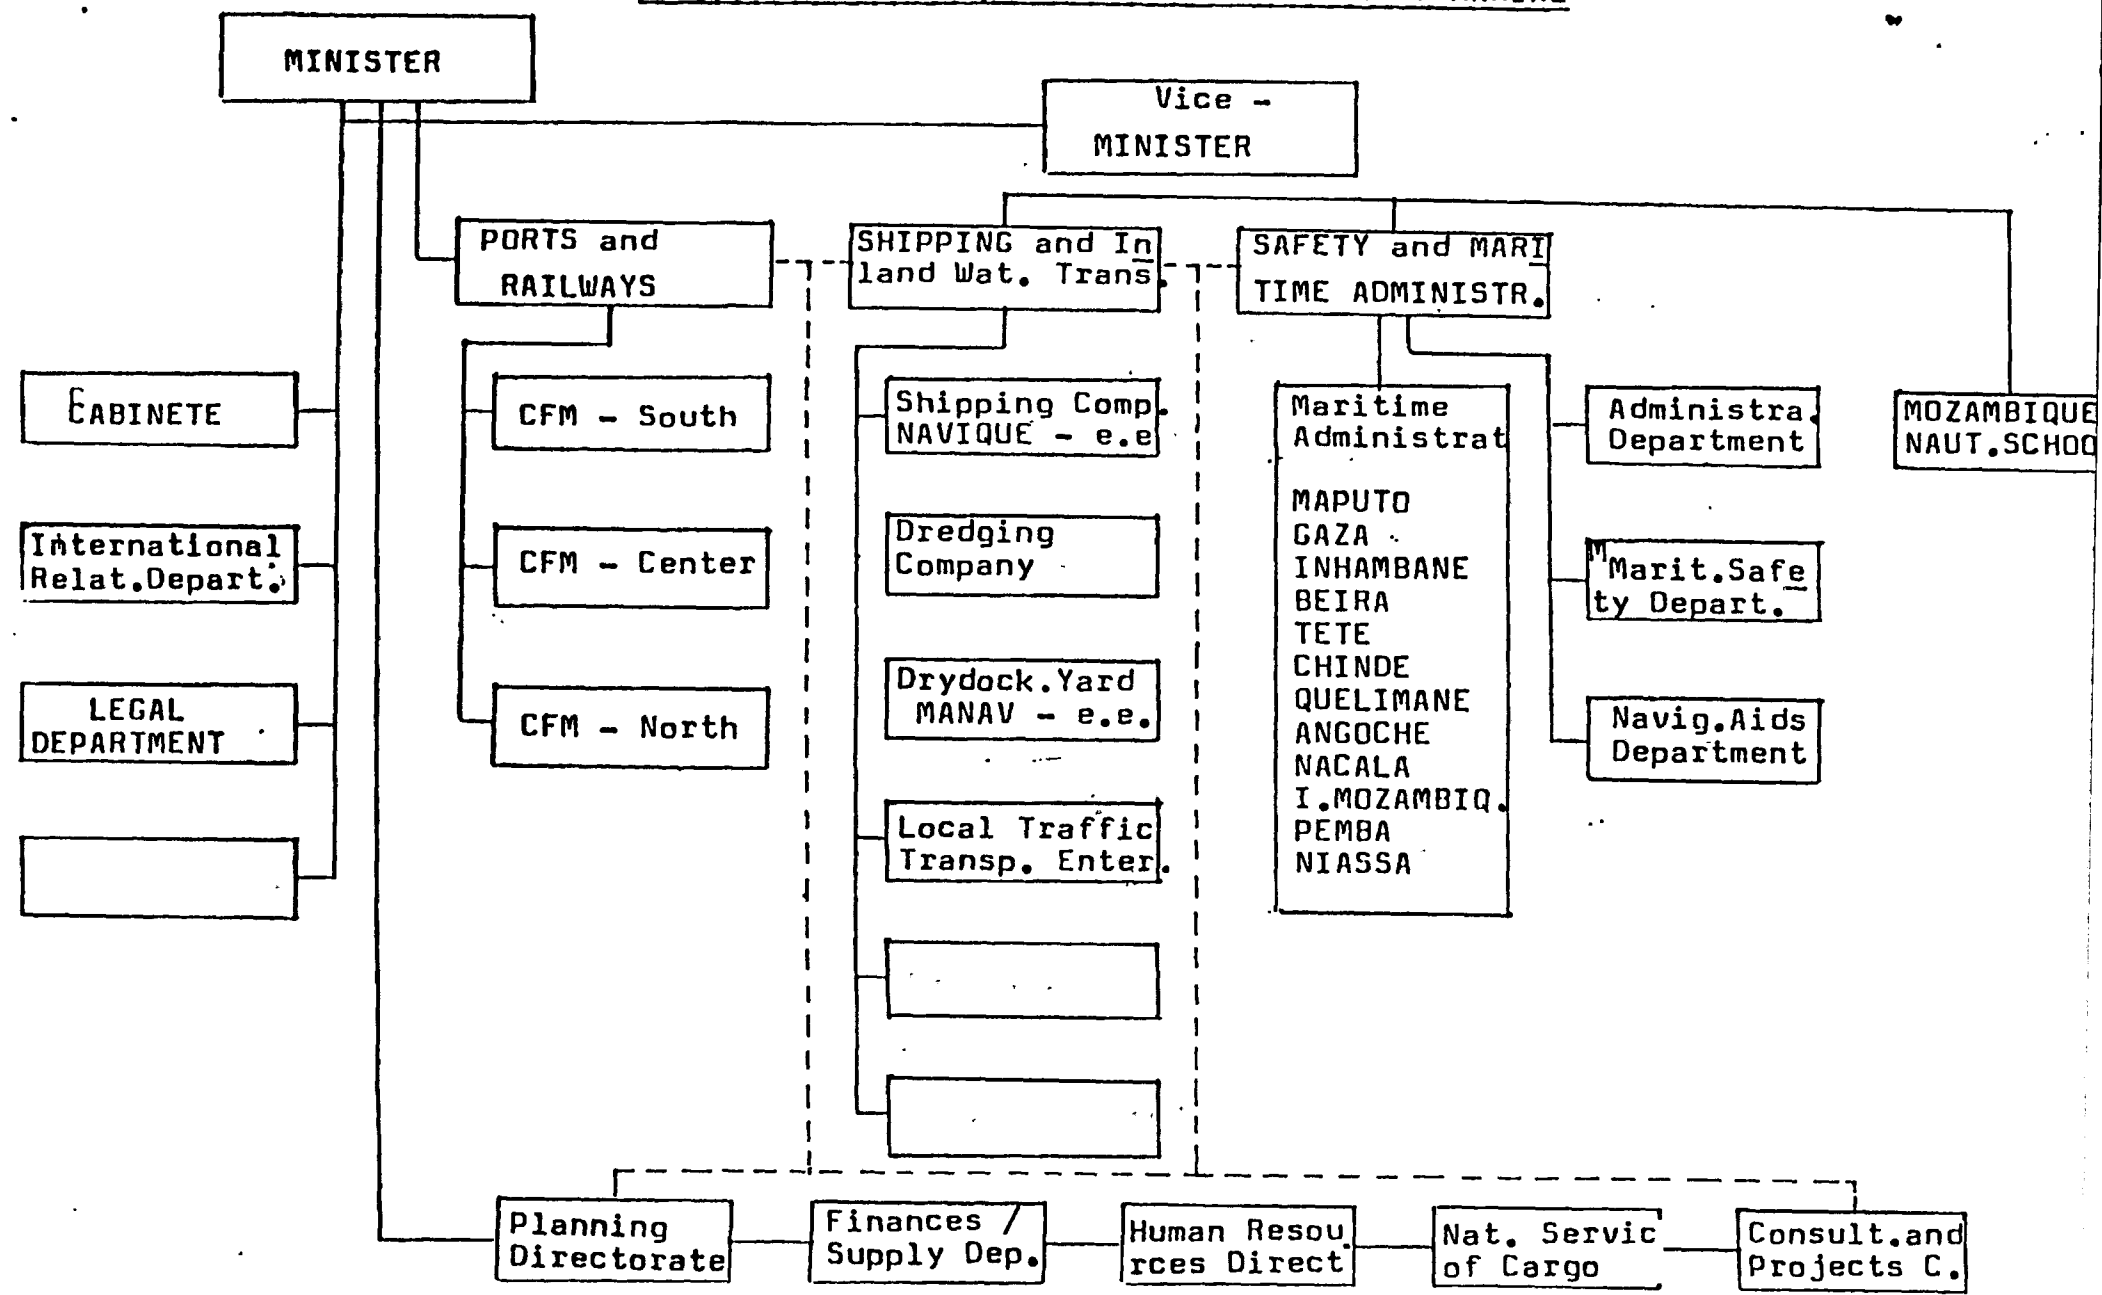 MINISTER
Vice -
MINISTER
PORTS and
RAILWAYS
SHIPPING and In
land Wat. Trans.
SAFETY and MARI
TIME ADMINISTR.
CABINETE
CFM - South
Shipping Comp.
NAVIQUE - e.e
Maritime
Administrat
MAPUTO
GAZA
INHAMBANE
BEIRA
TETE
CHINDE
QUELIMANE
ANGOCHE
NACALA
I.MOZAMBIQ.
PEMBA
NIASSA
Administra.
Department
MOZAMBIQUE
NAUT.SCHOO
International
Relat.Depart.
CFM - Center
Dredging
Company
Marit.Safe
ty Depart.
LEGAL
DEPARTMENT
CFM - North
Drydock.Yard
MANAV - e.e.
Navig.Aids
Department
Local Traffic
Transp. Enter.
Planning
Directorate
Finances /
Supply Dep.
Human Resou
rces Direct.
Nat. Servic
of Cargo
Consult.and
Projects C.